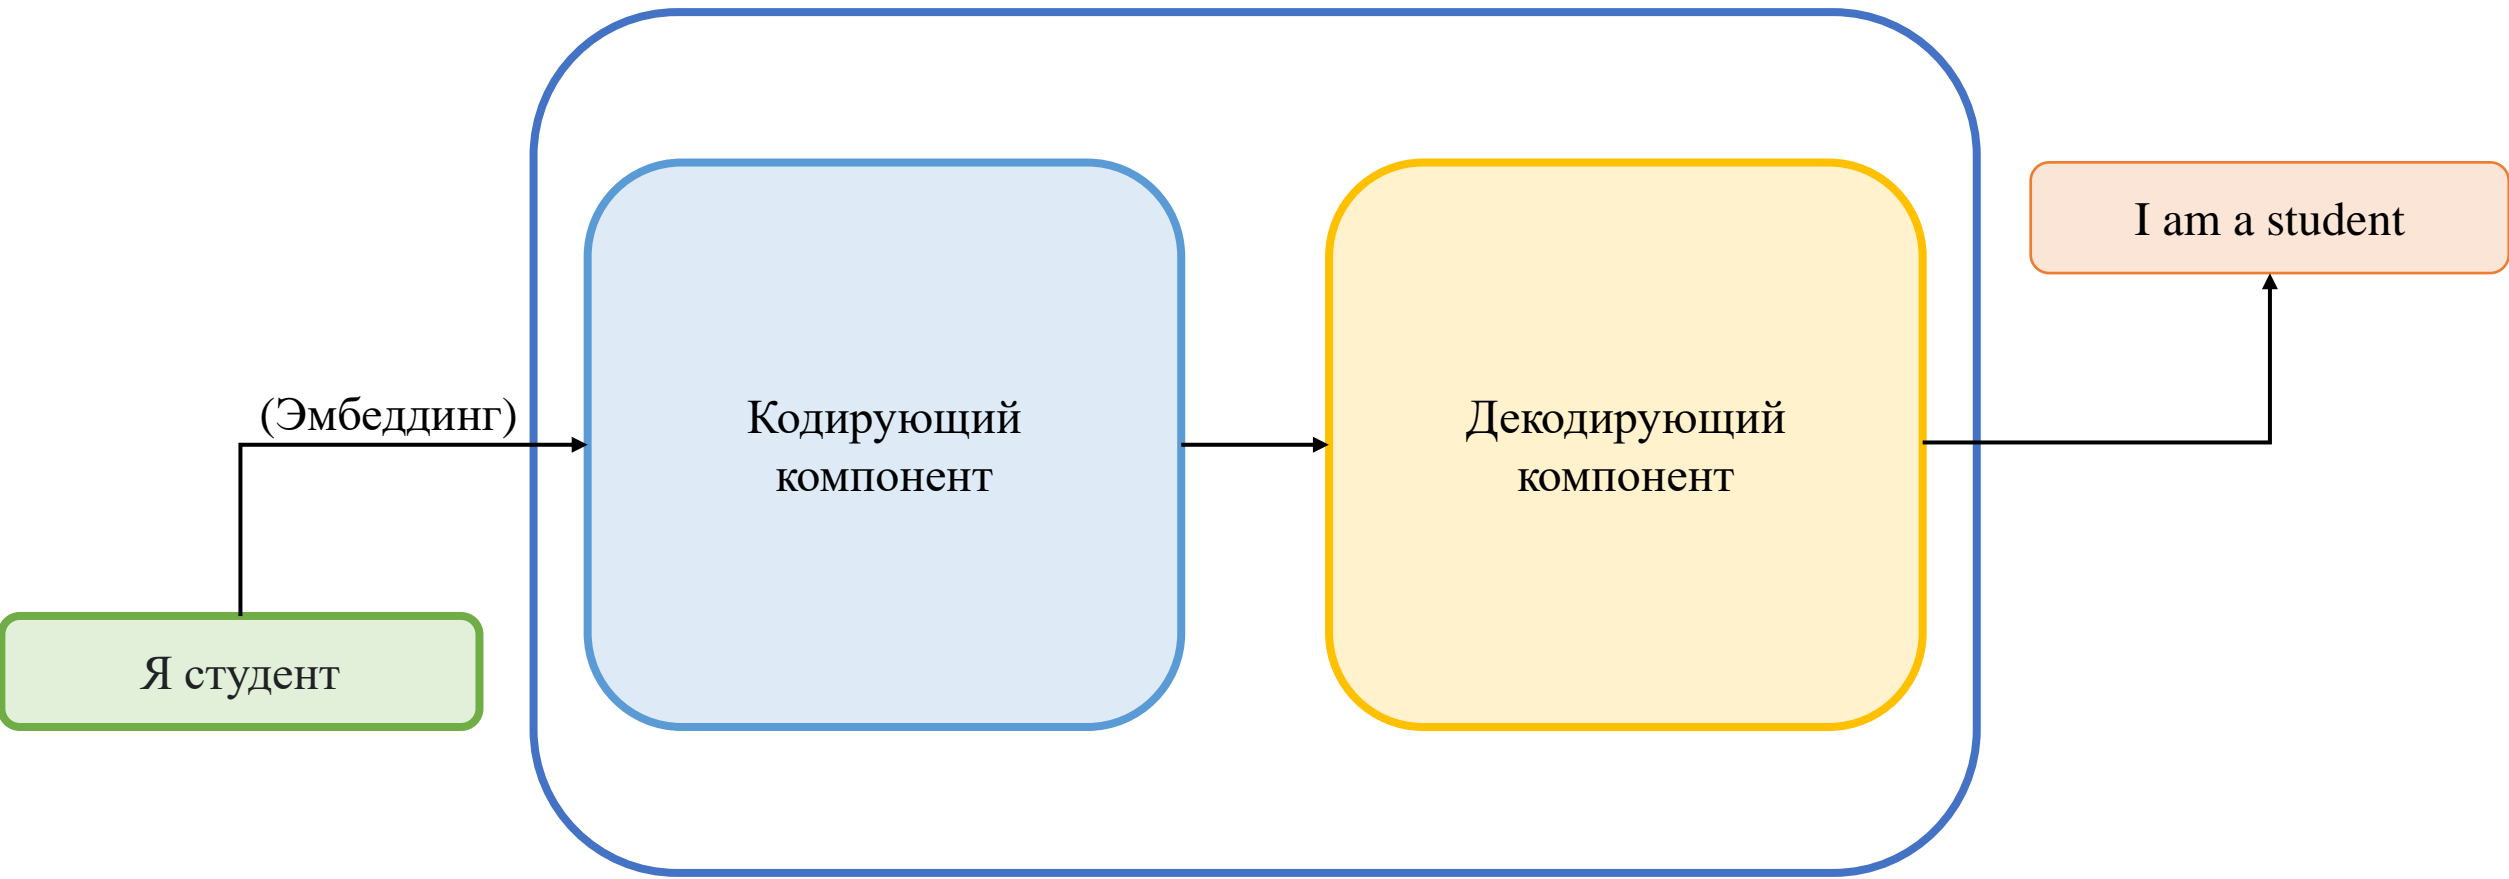 Я студент
(Эмбеддинг)
Кодирующий
компонент
Декодирующий
компонент
I am a student